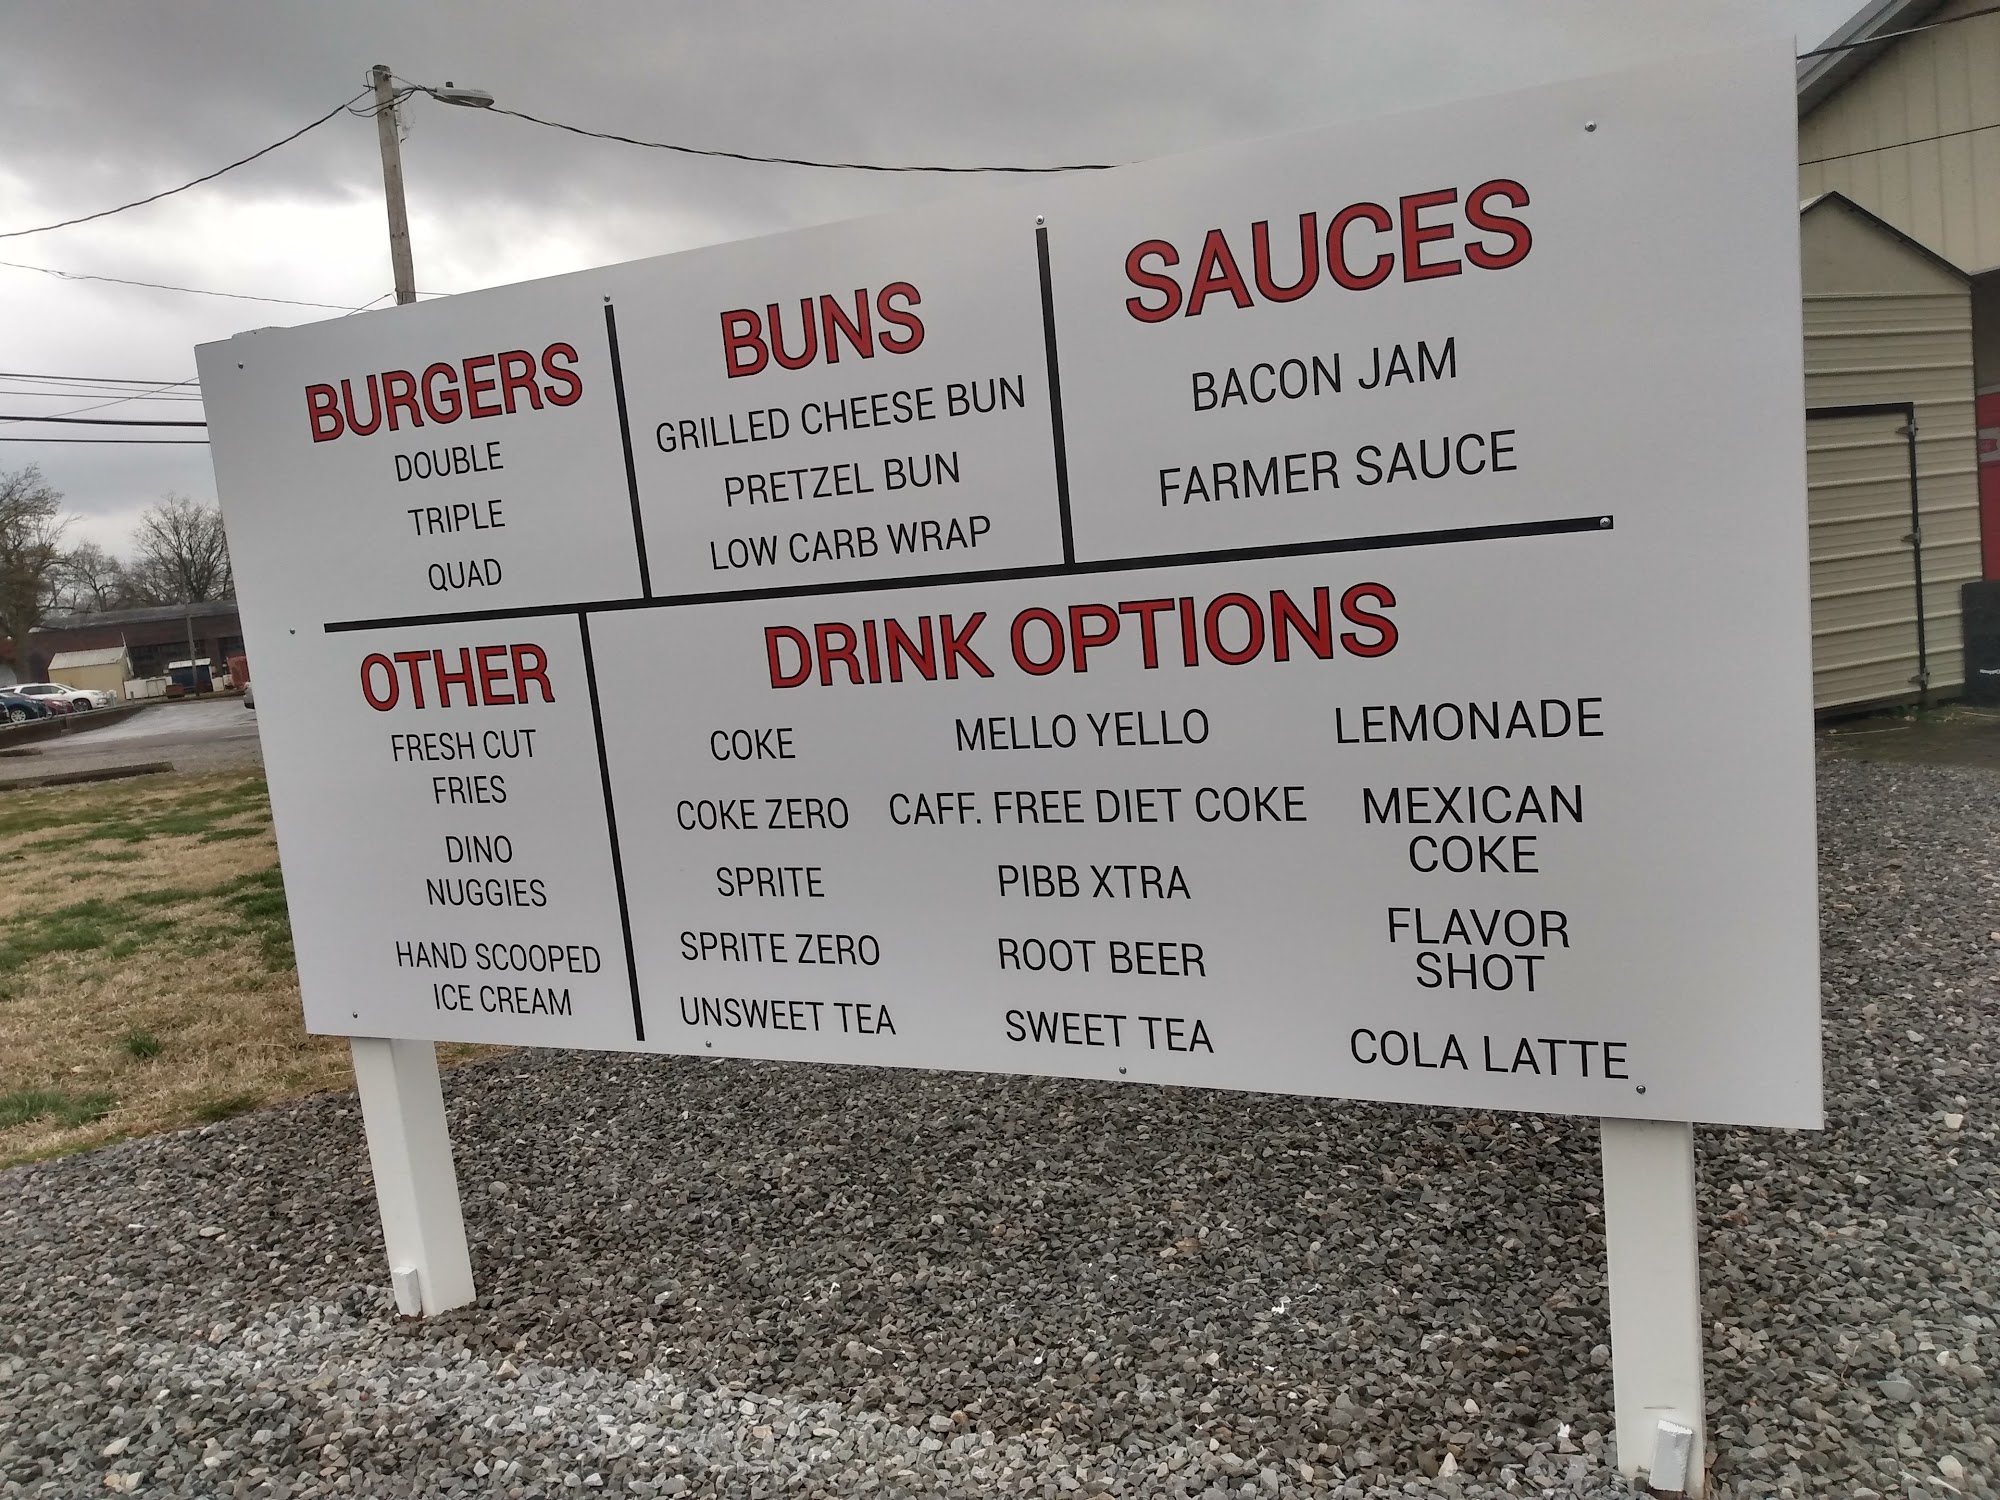 BURGERS
DOUBLE
TRIPLE
QUAD
BUNS
GRILLED CHEESE BUN
PRETZEL BUN
LOW CARB WRAP
SAUCES
BACON JAM
FARMER SAUCE
OTHER
FRESH CUT
FRIES
DINO
NUGGIES
HAND SCOOPED
ICE CREAM
DRINK OPTIONS
COKE
COKE ZERO
SPRITE
SPRITE ZERO
UNSWEET TEA
MELLO YELLO
CAFF. FREE DIET COKE
PIBB XTRA
ROOT BEER
SWEET TEA
LEMONADE
MEXICAN
COKE
FLAVOR
SHOT
COLA LATTE